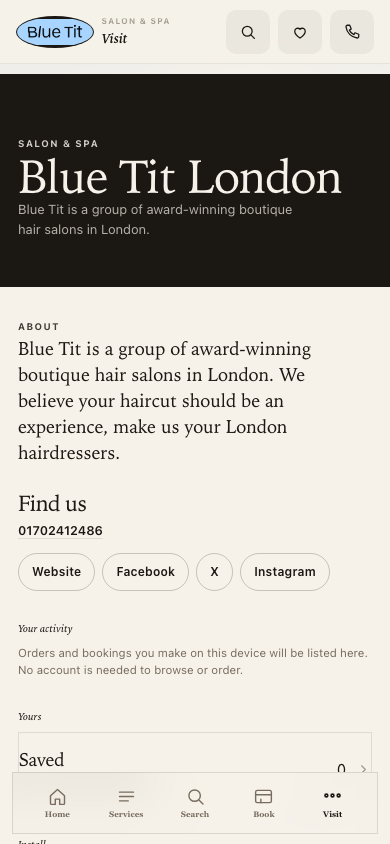 Blue Tit
SALON & SPA
Visit
SALON & SPA
Blue Tit London
Blue Tit is a group of award-winning boutique
hair salons in London.
ABOUT
Blue Tit is a group of award-winning
boutique hair salons in London. We
believe your haircut should be an
experience, make us your London
hairdressers.
Find us
01702412486
Website
Facebook
X
Instagram
Your activity
Orders and bookings you make on this device will be listed here.
No account is needed to browse or order.
Yours
Saved
0
Home
Services
Search
Book
Visit
Install